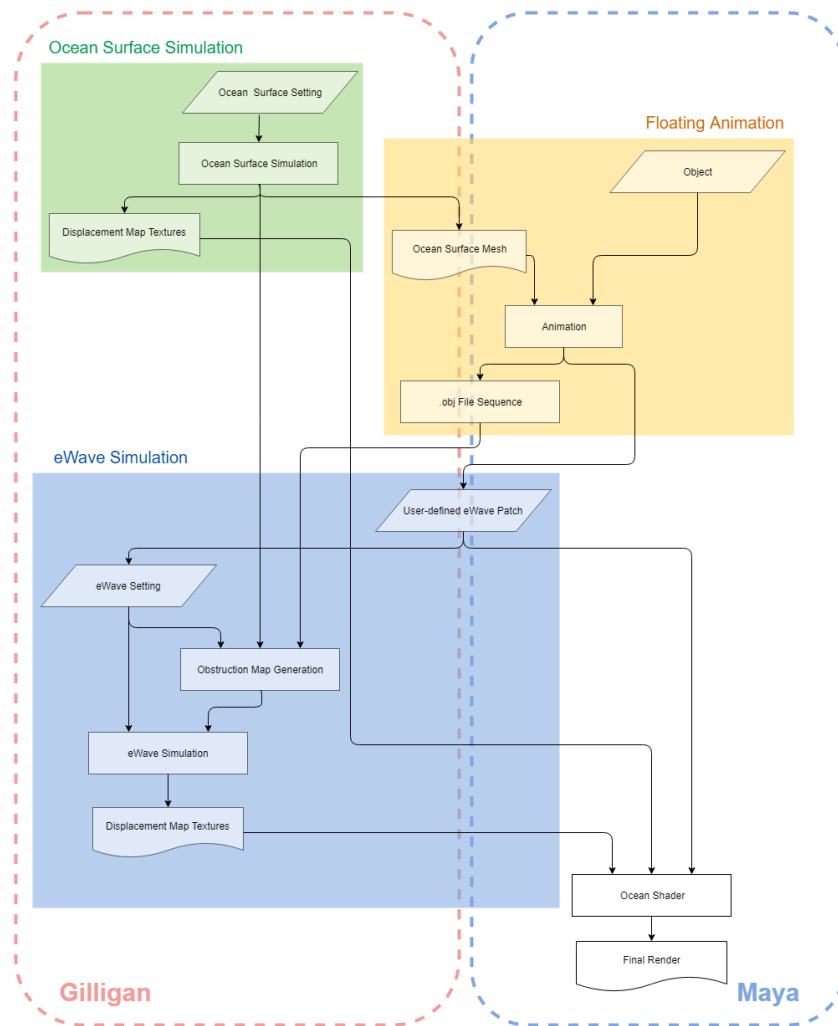 Ocean Surface Simulation
Ocean Surface Setting
Ocean Surface Simulation
Displacement Map Textures
Floating Animation
Object
Ocean Surface Mesh
Animation
.obj File Sequence
eWave Simulation
User-defined eWave Patch
eWave Setting
Obstruction Map Generation
eWave Simulation
Displacement Map Textures
Ocean Shader
Final Render
Gilligan
Maya